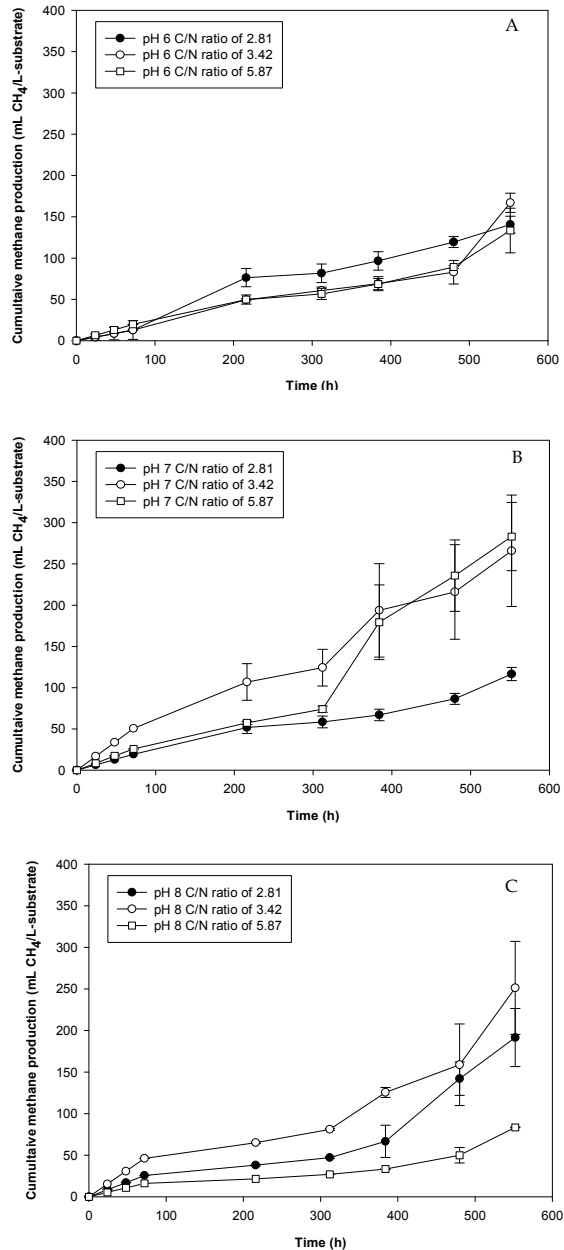 A
pH 6 C/N ratio of 2.81
pH 6 C/N ratio of 3.42
pH 6 C/N ratio of 5.87
Cumultaive methane production (mL CH₄/L-substrate)
400
350
300
250
200
150
100
50
0
0 100 200 300 400 500 600
Time (h)
B
pH 7 C/N ratio of 2.81
pH 7 C/N ratio of 3.42
pH 7 C/N ratio of 5.87
Cumultaive methane production (mL CH₄/L-substrate)
400
350
300
250
200
150
100
50
0
0 100 200 300 400 500 600
Time (h)
C
pH 8 C/N ratio of 2.81
pH 8 C/N ratio of 3.42
pH 8 C/N ratio of 5.87
Cumultaive methane production (mL CH₄/L-substrate)
400
350
300
250
200
150
100
50
0
0 100 200 300 400 500 600
Time (h)